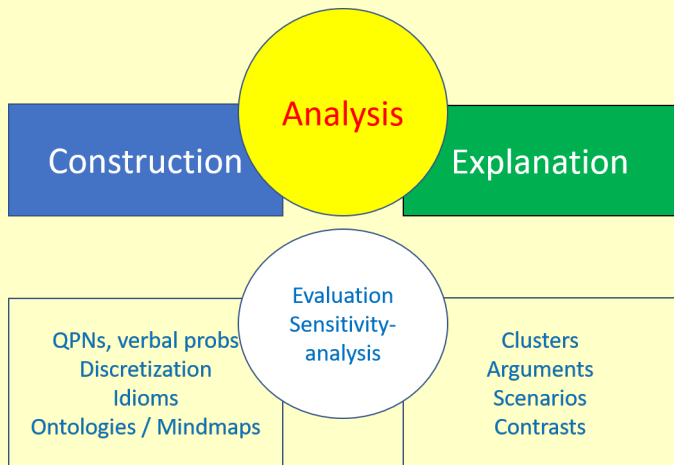 Analysis
Construction
Explanation
Evaluation
Sensitivity-
analysis
QPNs, verbal probs
Discretization
Idioms
Ontologies / Mindmaps
Clusters
Arguments
Scenarios
Contrasts